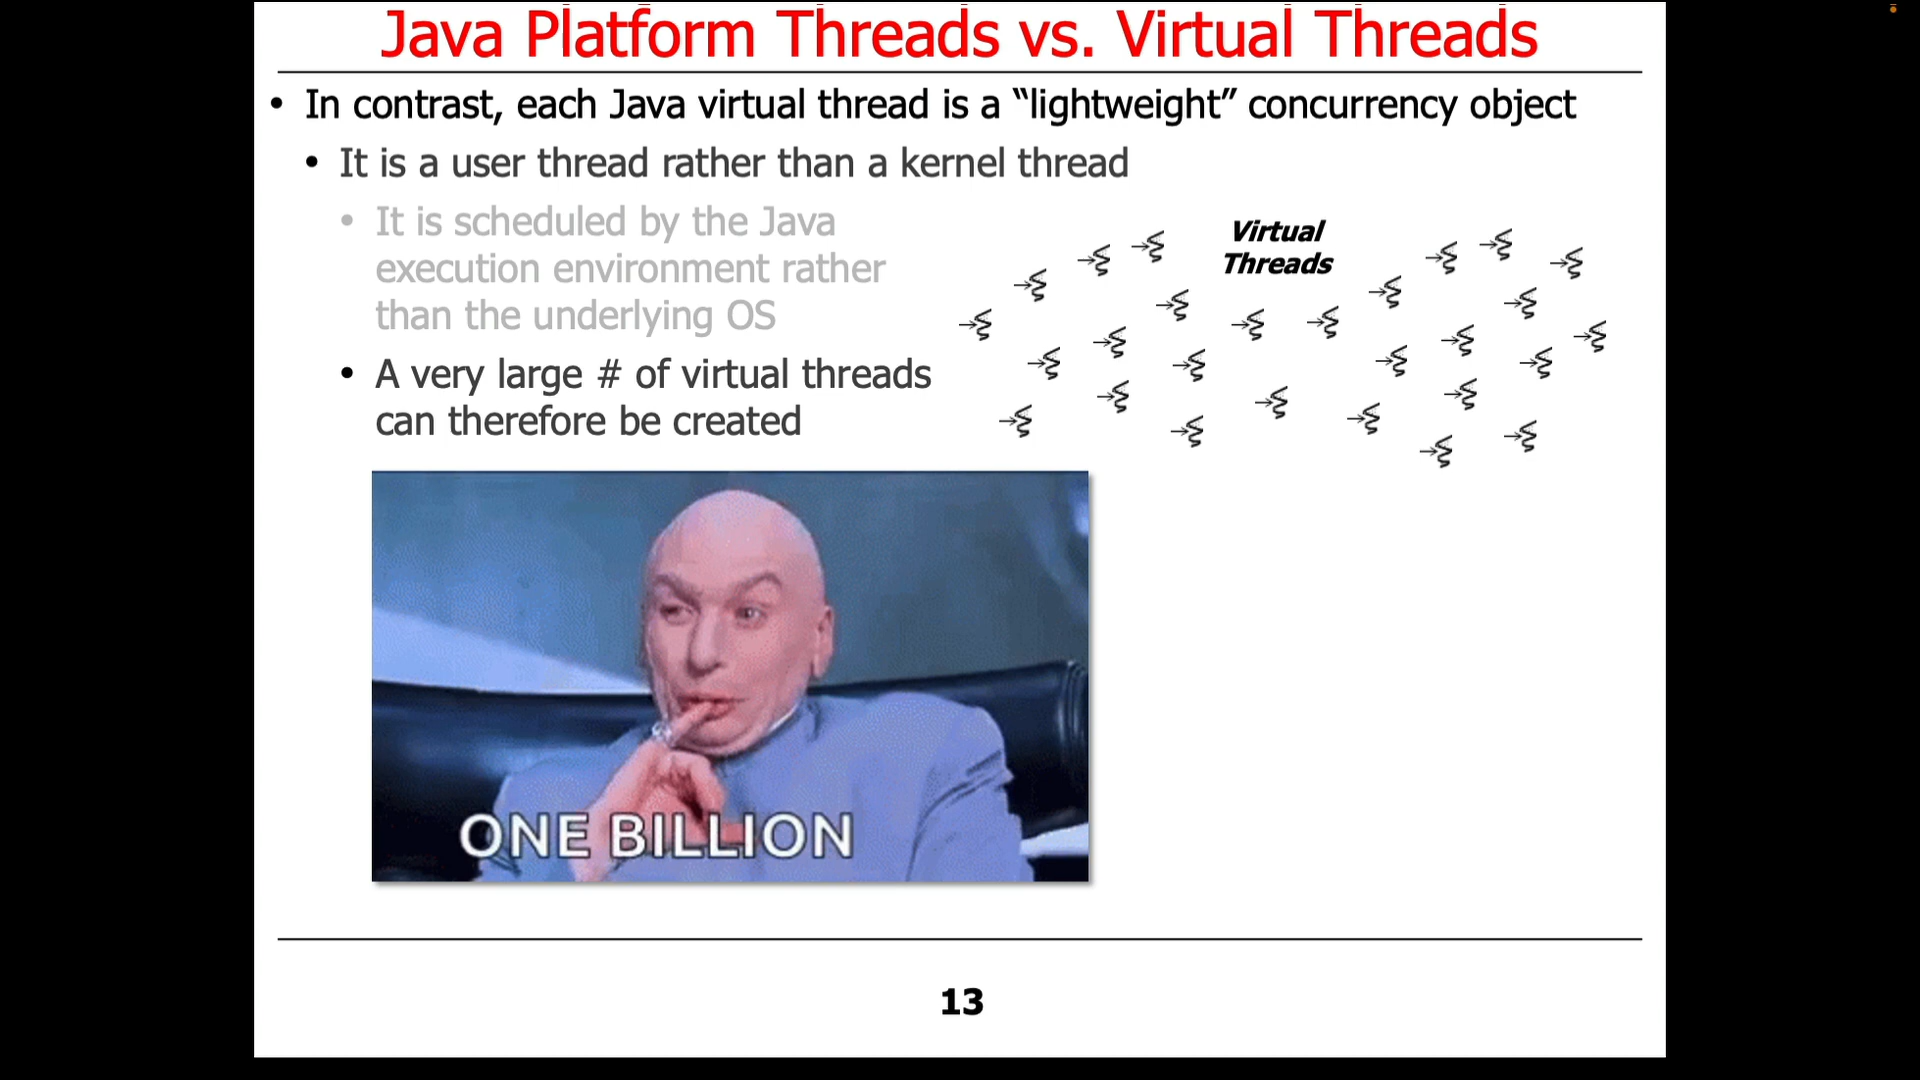 Java Platform Threads vs. Virtual Threads
• In contrast, each Java virtual thread is a “lightweight” concurrency object
• It is a user thread rather than a kernel thread
• It is scheduled by the Java
execution environment rather
than the underlying OS
• A very large # of virtual threads
can therefore be created
Virtual
Threads
ONE BILLION
13